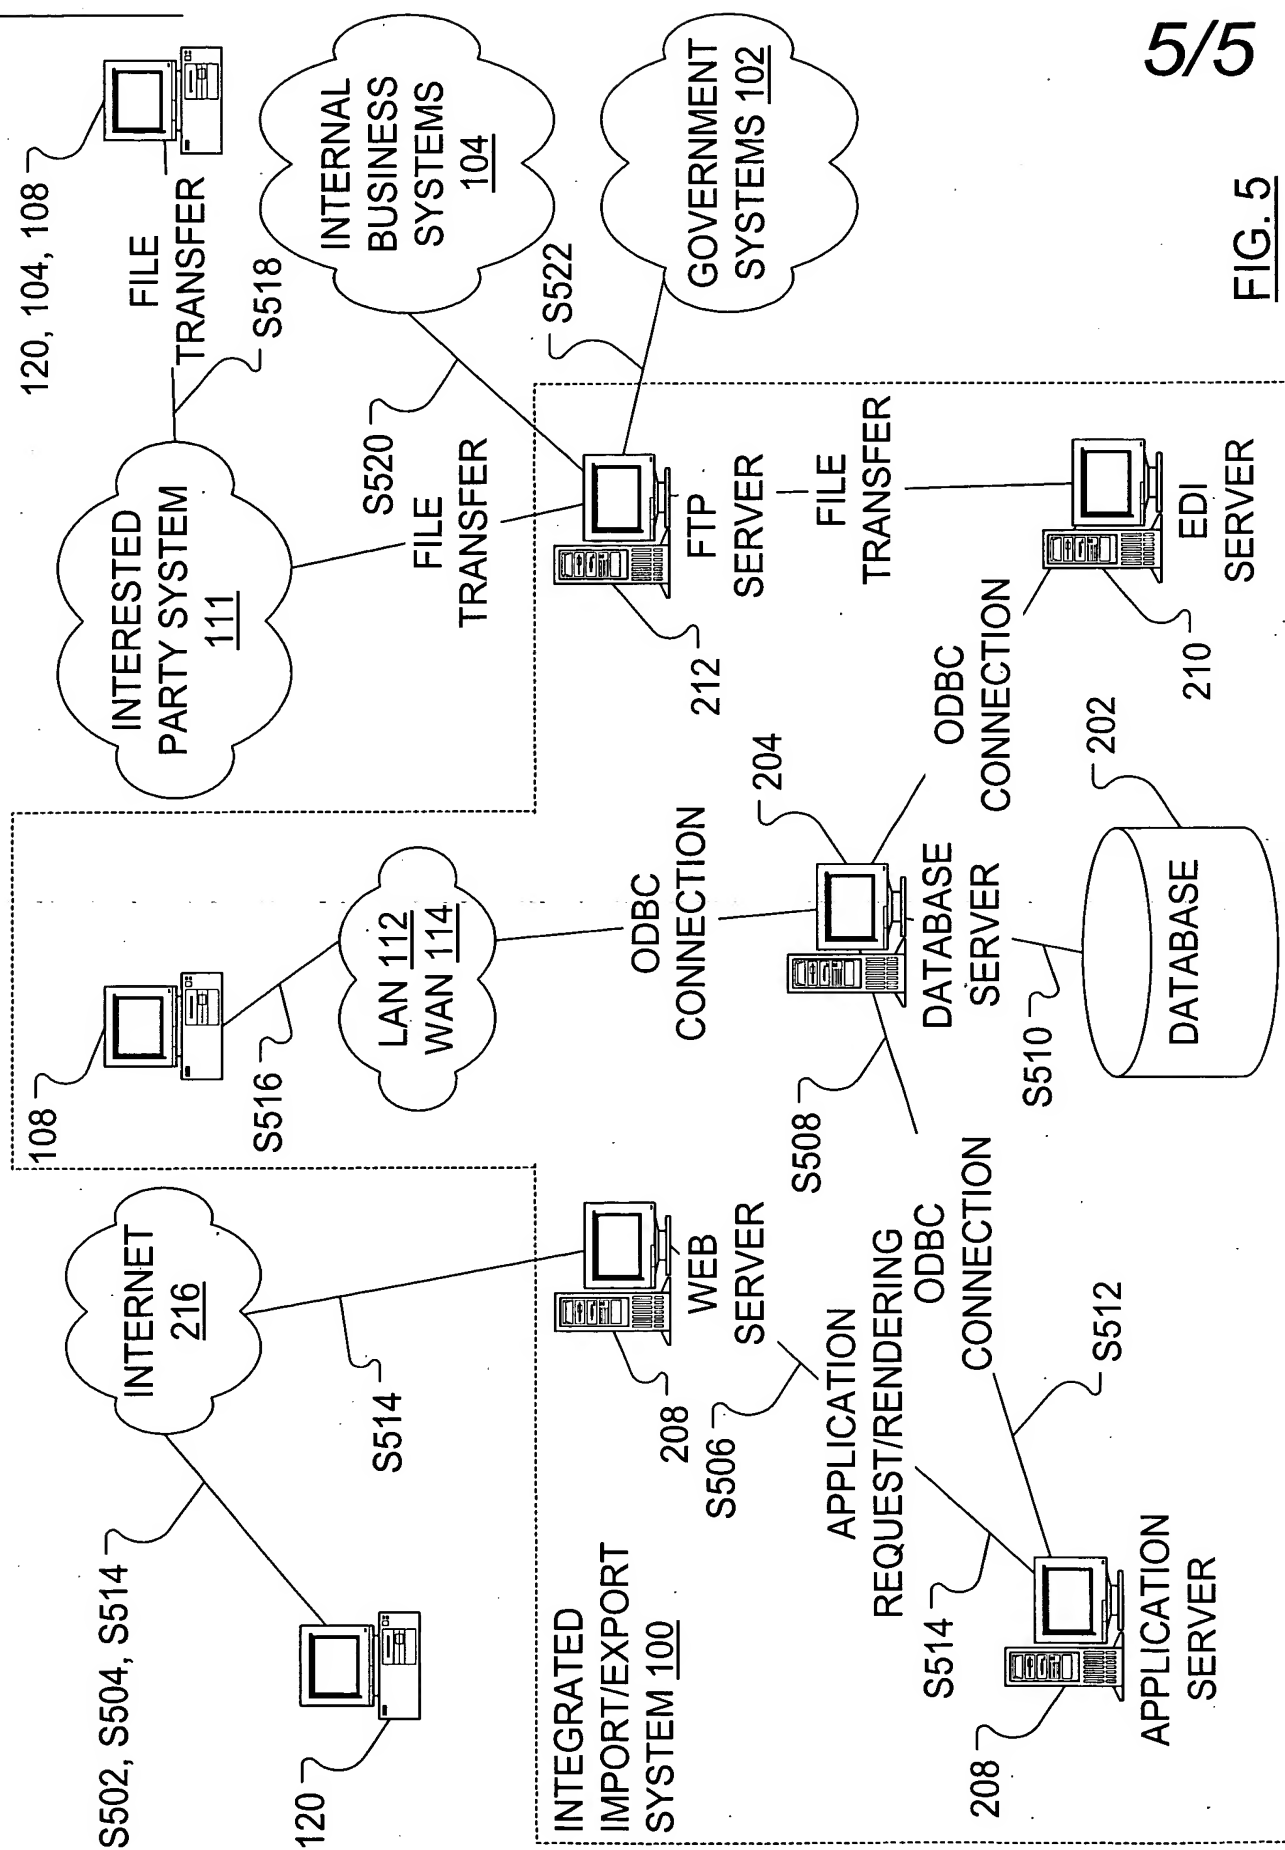 5/5
S502, S504, S514
120
INTERNET
216
S514
108
S516
LAN 112
WAN 114
INTERESTED
PARTY SYSTEM
111
120, 104, 108
FILE
TRANSFER
S518
INTERNAL
BUSINESS
SYSTEMS
104
S520
FILE
TRANSFER
GOVERNMENT
SYSTEMS 102
S522
INTEGRATED
IMPORT/EXPORT
SYSTEM 100
WEB
SERVER
208
S506
APPLICATION
REQUEST/RENDERING
S514
208
APPLICATION
SERVER
ODBC
CONNECTION
S512
S508
ODBC
CONNECTION
204
DATABASE
SERVER
S510
DATABASE
202
FTP
SERVER
212
FILE
TRANSFER
ODBC
CONNECTION
210
EDI
SERVER
FIG. 5